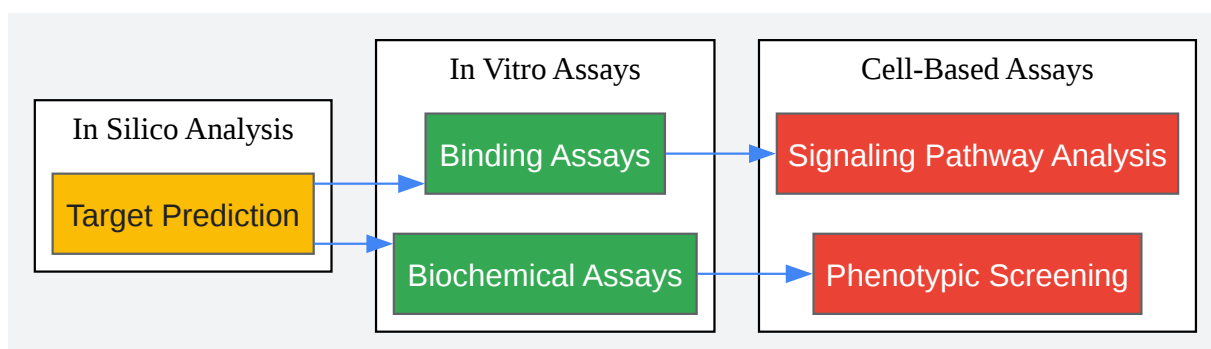 In Silico Analysis
Target Prediction
In Vitro Assays
Binding Assays
Biochemical Assays
Cell-Based Assays
Signaling Pathway Analysis
Phenotypic Screening